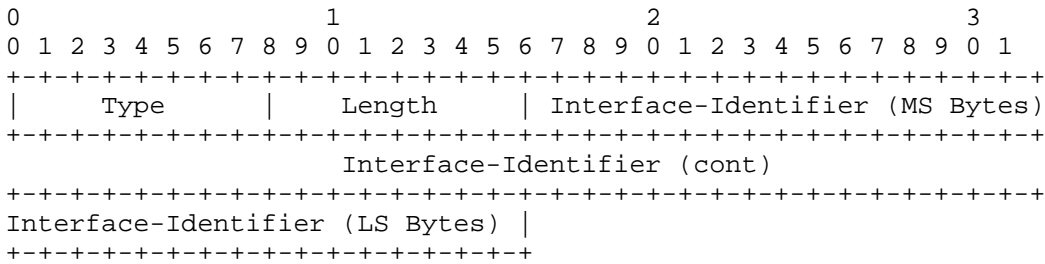 0                   1                   2                   3
0 1 2 3 4 5 6 7 8 9 0 1 2 3 4 5 6 7 8 9 0 1 2 3 4 5 6 7 8 9 0 1
+-+-+-+-+-+-+-+-+-+-+-+-+-+-+-+-+-+-+-+-+-+-+-+-+-+-+-+-+-+-+-+-+
|     Type      |    Length     | Interface-Identifier (MS Bytes)
+-+-+-+-+-+-+-+-+-+-+-+-+-+-+-+-+-+-+-+-+-+-+-+-+-+-+-+-+-+-+-+-+
                     Interface-Identifier (cont)
+-+-+-+-+-+-+-+-+-+-+-+-+-+-+-+-+-+-+-+-+-+-+-+-+-+-+-+-+-+-+-+-+
Interface-Identifier (LS Bytes) |
+-+-+-+-+-+-+-+-+-+-+-+-+-+-+-+-+